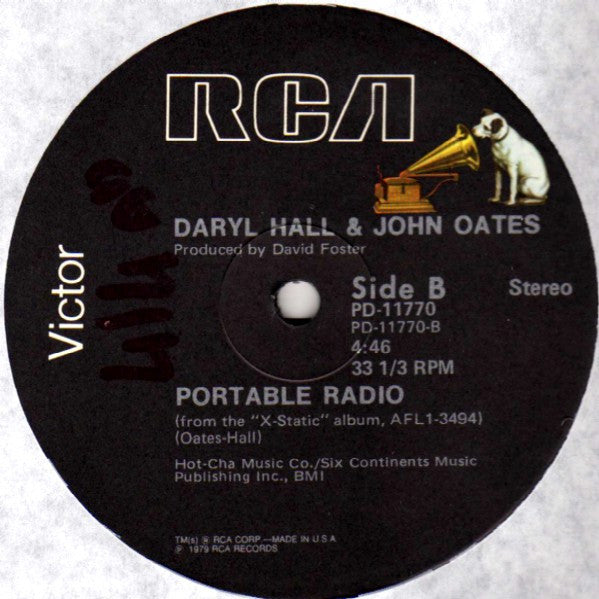 RCA
DARYL HALL & JOHN OATES
Produced by David Foster
Victor
Side B
Stereo
PD-11770
PD-11770-B
4:46
33 1/3 RPM
PORTABLE RADIO
(from the "X-Static" album, AFL1-3494)
(Oates-Hall)
Hot-Cha Music Co./Six Continents Music
Publishing Inc., BMI
TM(s) ® RCA CORP.—MADE IN U.S.A
℗ 1979 RCA RECORDS